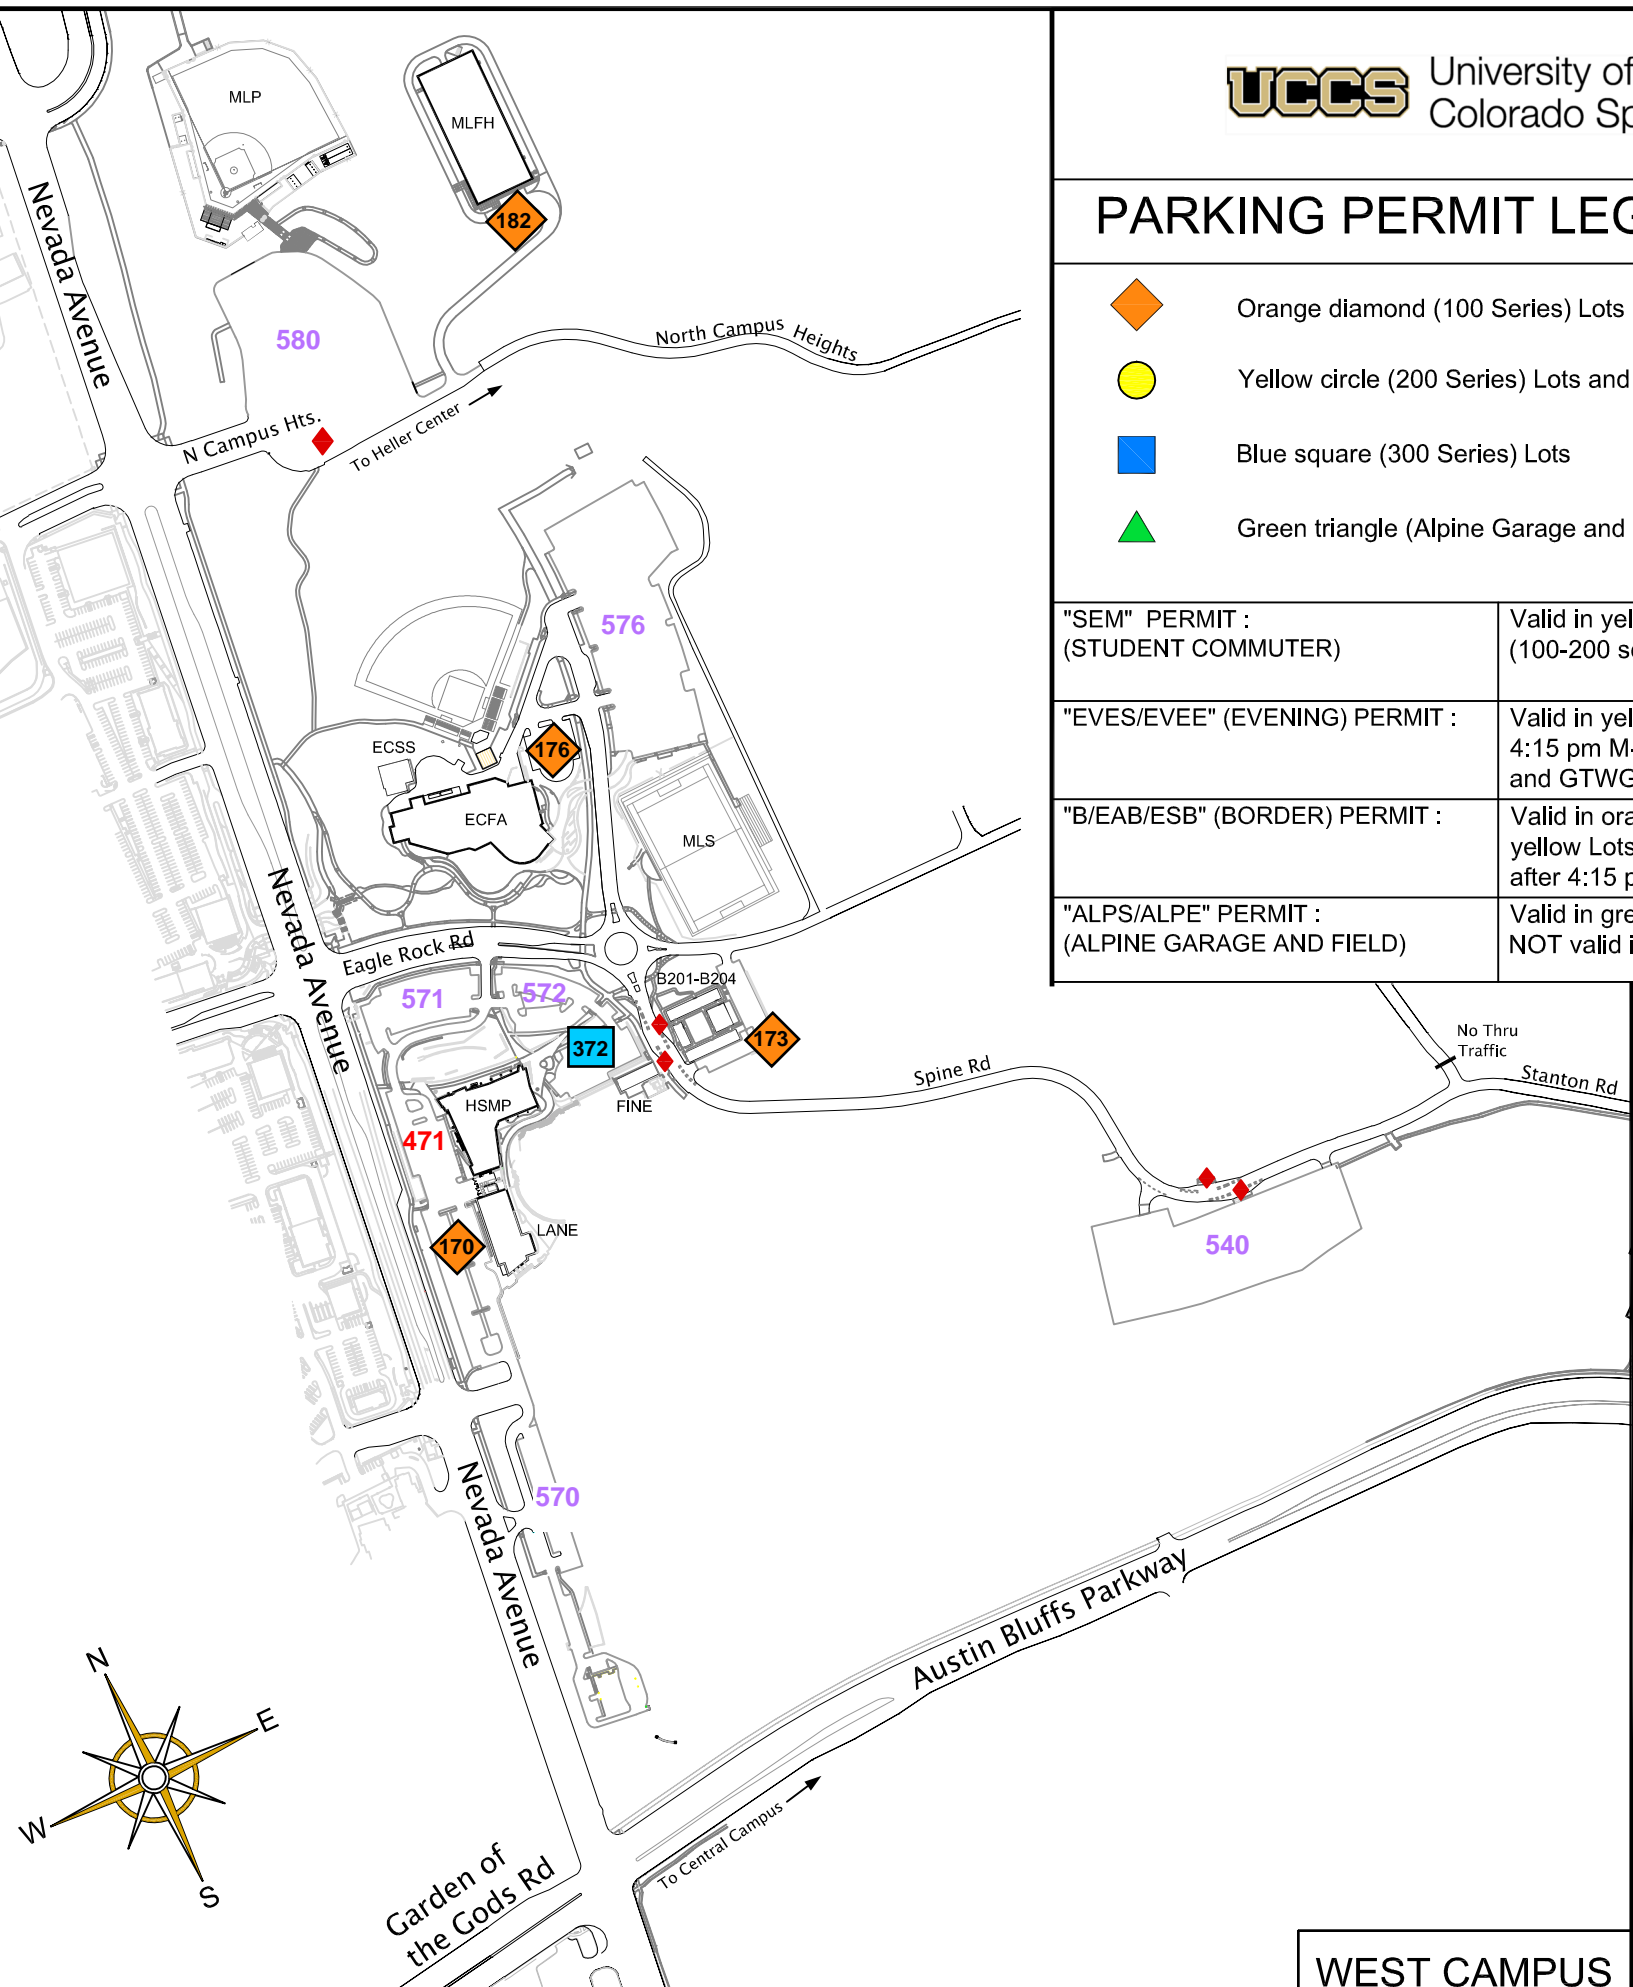 MLP
MLFH
182
Nevada Avenue
580
North Campus Heights
N Campus Hts.
To Heller Center
576
ECSS
176
ECFA
MLS
Nevada Avenue
Eagle Rock Rd
571
572
B201-B204
372
173
HSMP
FINE
471
Spine Rd
No Thru
Traffic
Stanton Rd
170
LANE
540
570
Nevada Avenue
Austin Bluffs Parkway
To Central Campus
Garden of
the Gods Rd
N
E
W
S
UCCS
University of
Colorado Sp
PARKING PERMIT LEG
Orange diamond (100 Series) Lots
Yellow circle (200 Series) Lots and
Blue square (300 Series) Lots
Green triangle (Alpine Garage and
"SEM" PERMIT :
(STUDENT COMMUTER)
Valid in yel
(100-200 se
"EVES/EVEE" (EVENING) PERMIT :
Valid in yel
4:15 pm M-
and GTWG
"B/EAB/ESB" (BORDER) PERMIT :
Valid in ora
yellow Lots
after 4:15 p
"ALPS/ALPE" PERMIT :
(ALPINE GARAGE AND FIELD)
Valid in gre
NOT valid i
WEST CAMPUS